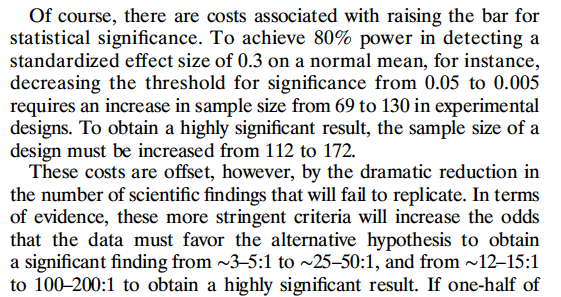 Of course, there are costs associated with raising the bar for
statistical significance. To achieve 80% power in detecting a
standardized effect size of 0.3 on a normal mean, for instance,
decreasing the threshold for significance from 0.05 to 0.005
requires an increase in sample size from 69 to 130 in experimental
designs. To obtain a highly significant result, the sample size of a
design must be increased from 112 to 172.
These costs are offset, however, by the dramatic reduction in
the number of scientific findings that will fail to replicate. In terms
of evidence, these more stringent criteria will increase the odds
that the data must favor the alternative hypothesis to obtain
a significant finding from ∼3–5:1 to ∼25–50:1, and from ∼12–15:1
to 100–200:1 to obtain a highly significant result. If one-half of